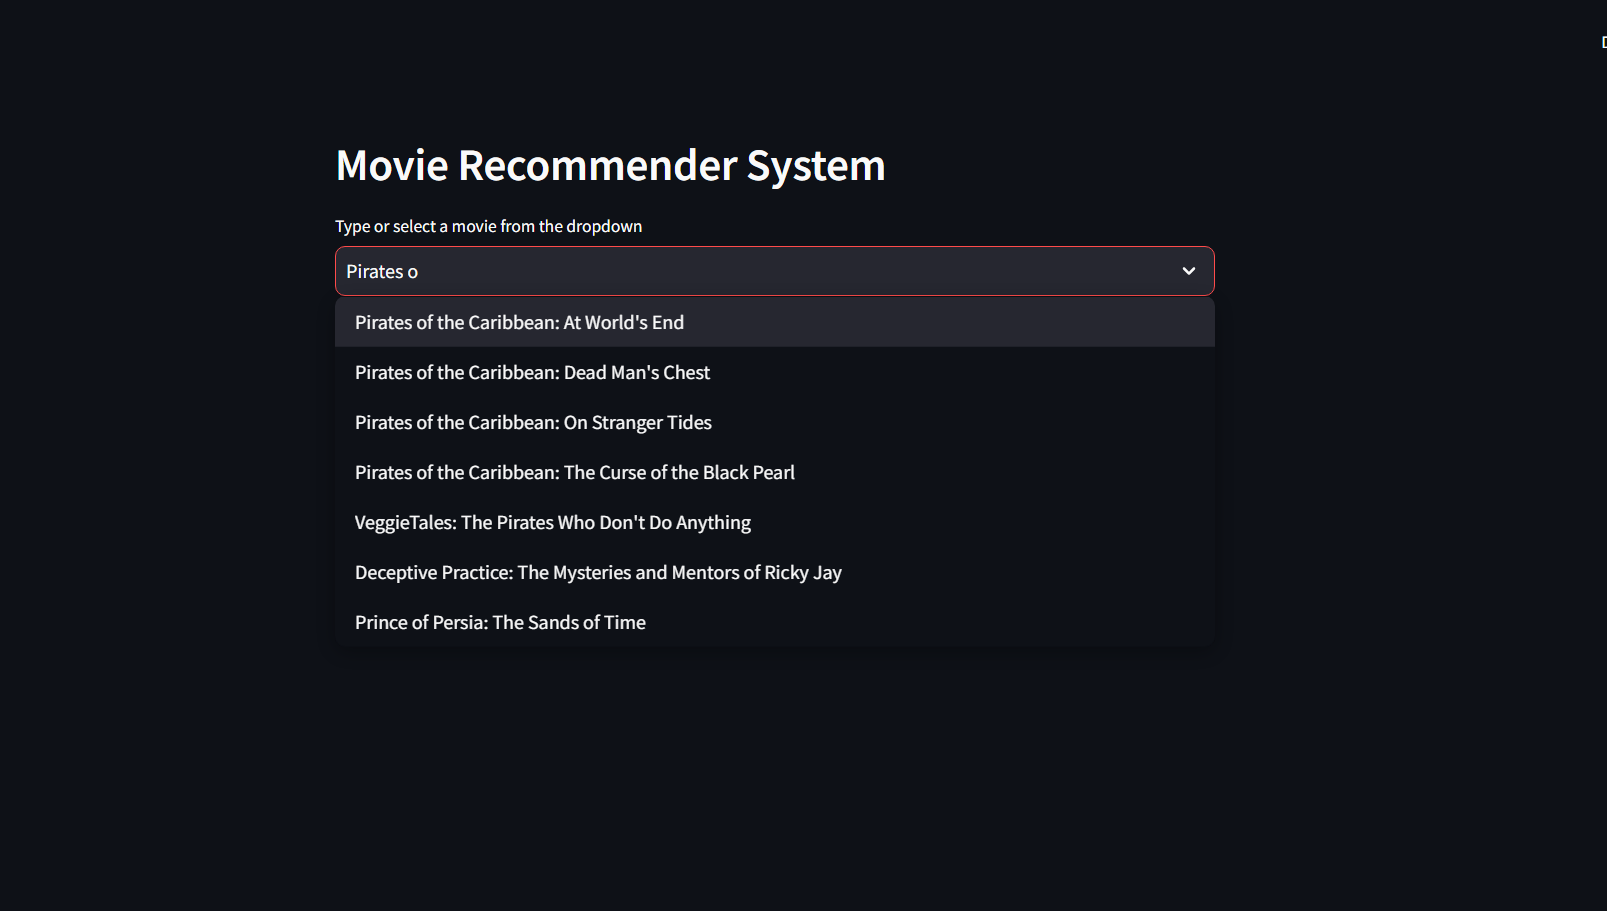 Movie Recommender System
Type or select a movie from the dropdown
Pirates o
Pirates of the Caribbean: At World's End
Pirates of the Caribbean: Dead Man's Chest
Pirates of the Caribbean: On Stranger Tides
Pirates of the Caribbean: The Curse of the Black Pearl
VeggieTales: The Pirates Who Don't Do Anything
Deceptive Practice: The Mysteries and Mentors of Ricky Jay
Prince of Persia: The Sands of Time